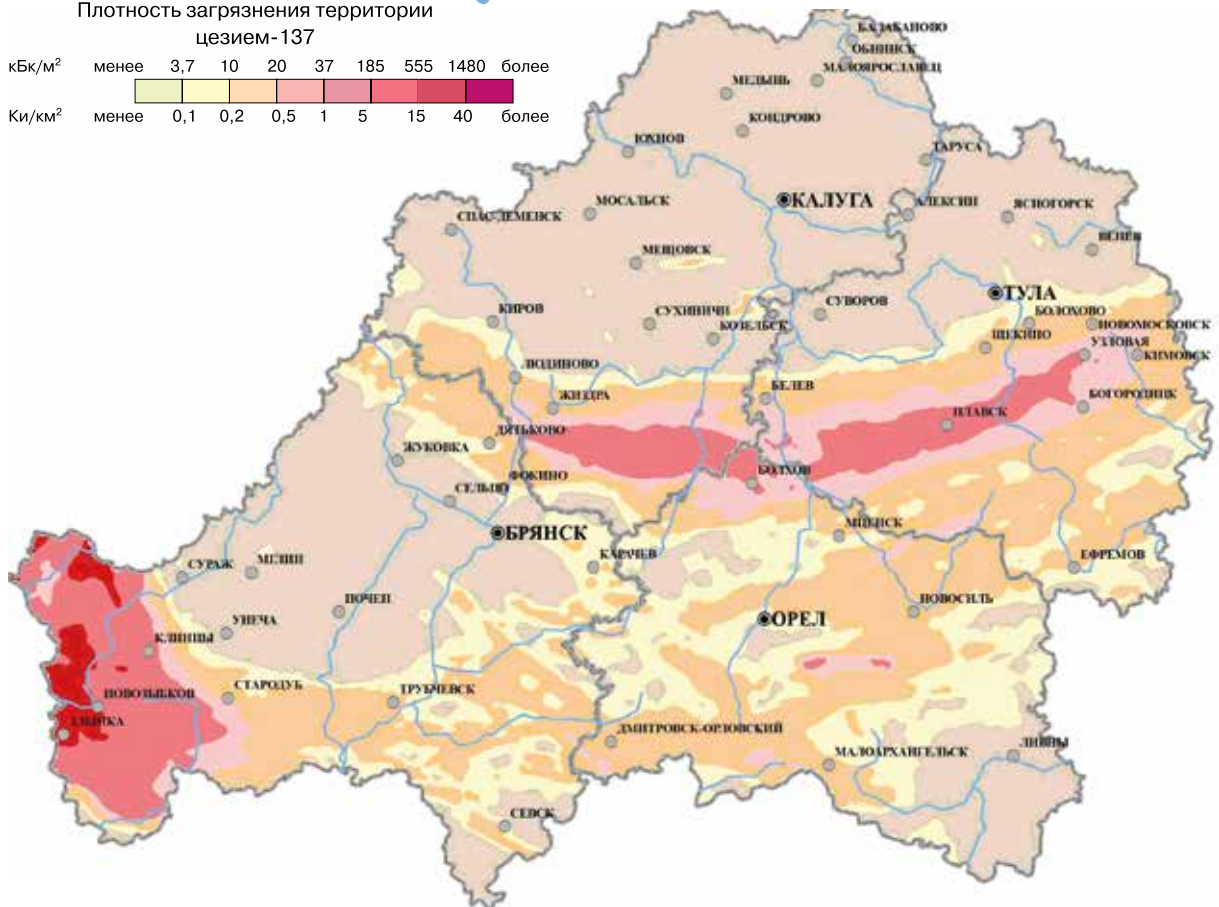 Плотность загрязнения территории
цезием-137
кБк/м² менее 3,7 10 20 37 185 555 1480 более
Ки/км² менее 0,1 0,2 0,5 1 5 15 40 более
БАЛАБАНОВО
ОБНИНСК
МАЛОЯРОСЛАВЕЦ
МЕДЫНЬ
КОНДРОВО
ЮХНОВ
ТАРУСА
МОСАЛЬСК
КАЛУГА
АЛЕКСИН
ЯСНОГОРСК
СПАС-ДЕМЕНСК
ВЕНЕВ
МЕЩОВСК
ТУЛА
СУВОРОВ
КИРОВ
СУХИНИЧИ
КОЗЕЛЬСК
БОЛОХОВО
НОВОМОСКОВСК
ЩЕКИНО
УЗЛОВАЯ
КИМОВСК
ЛЮДИНОВО
БЕЛЕВ
ЖИЗДРА
БОГОРОДИЦК
ПЛАВСК
ДЯТЬКОВО
ЖУКОВКА
ФОКИНО
БОЛХОВ
СЕЛЬЦО
МЦЕНСК
БРЯНСК
КАРАЧЕВ
ЕФРЕМОВ
СУРАЖ
МГЛИН
ПОЧЕП
НОВОСИЛЬ
УНЕЧА
ОРЕЛ
КЛИНЦЫ
НОВОЗЫБКОВ
СТАРОДУБ
ТРУБЧЕВСК
ЗЛЫНКА
ДМИТРОВСК-ОРЛОВСКИЙ
МАЛОАРХАНГЕЛЬСК
ЛИВНЫ
СЕВСК